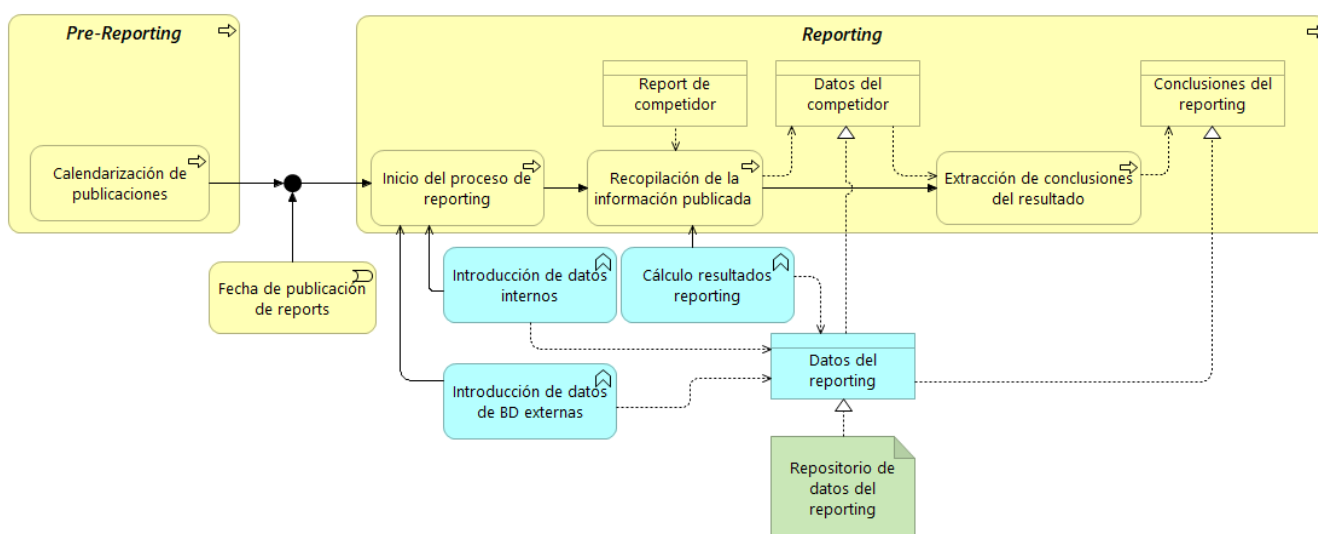 Pre-Reporting
Reporting
Report de
competidor
Datos del
competidor
Conclusiones del
reporting
Calendarización de
publicaciones
Inicio del proceso de
reporting
Recopilación de la
información publicada
Extracción de conclusiones
del resultado
Fecha de publicación
de reports
Introducción de datos
internos
Cálculo resultados
reporting
Introducción de datos
de BD externas
Datos del
reporting
Repositorio de
datos del
reporting